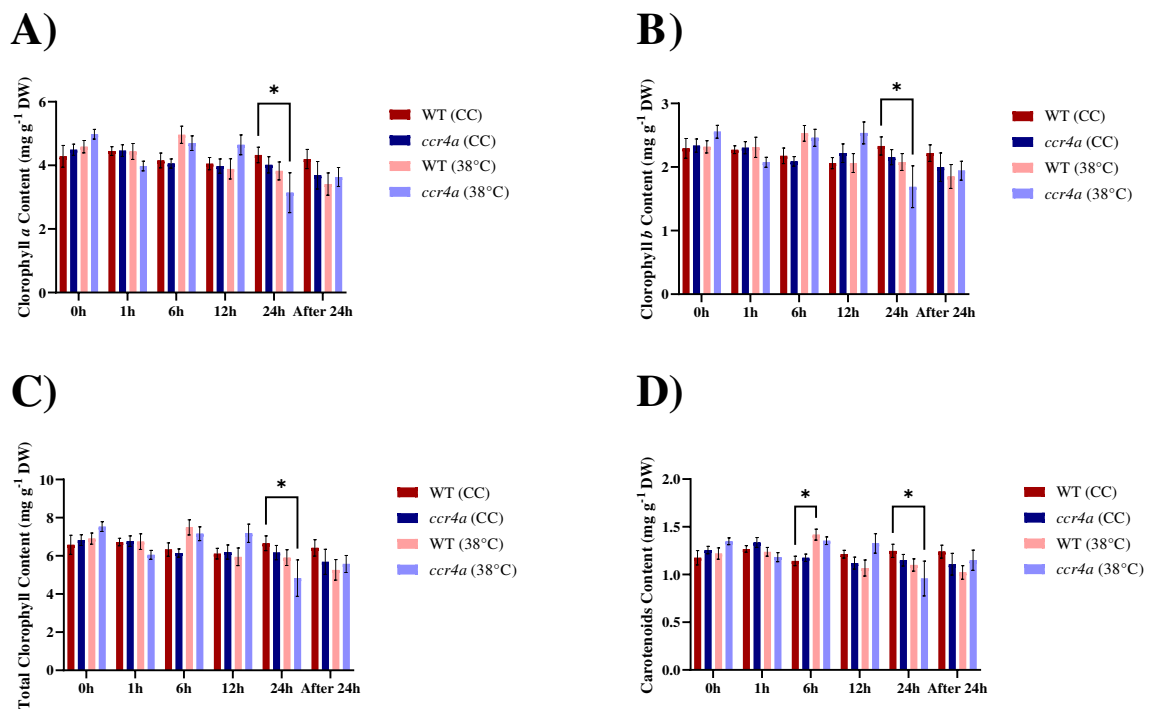 A)
Clorophyll a Content (mg g-1 DW)
6
4
2
0
*
0h 1h 6h 12h 24h After 24h
WT (CC)
ccr4a (CC)
WT (38°C)
ccr4a (38°C)
B)
Clorophyll b Content (mg g-1 DW)
3
2
1
0
*
0h 1h 6h 12h 24h After 24h
WT (CC)
ccr4a (CC)
WT (38°C)
ccr4a (38°C)
C)
Total Clorophyll Content (mg g-1 DW)
10
8
6
4
2
0
*
0h 1h 6h 12h 24h After 24h
WT (CC)
ccr4a (CC)
WT (38°C)
ccr4a (38°C)
D)
Carotenoids Content (mg g-1 DW)
2.0
1.5
1.0
0.5
0.0
* *
0h 1h 6h 12h 24h After 24h
WT (CC)
ccr4a (CC)
WT (38°C)
ccr4a (38°C)